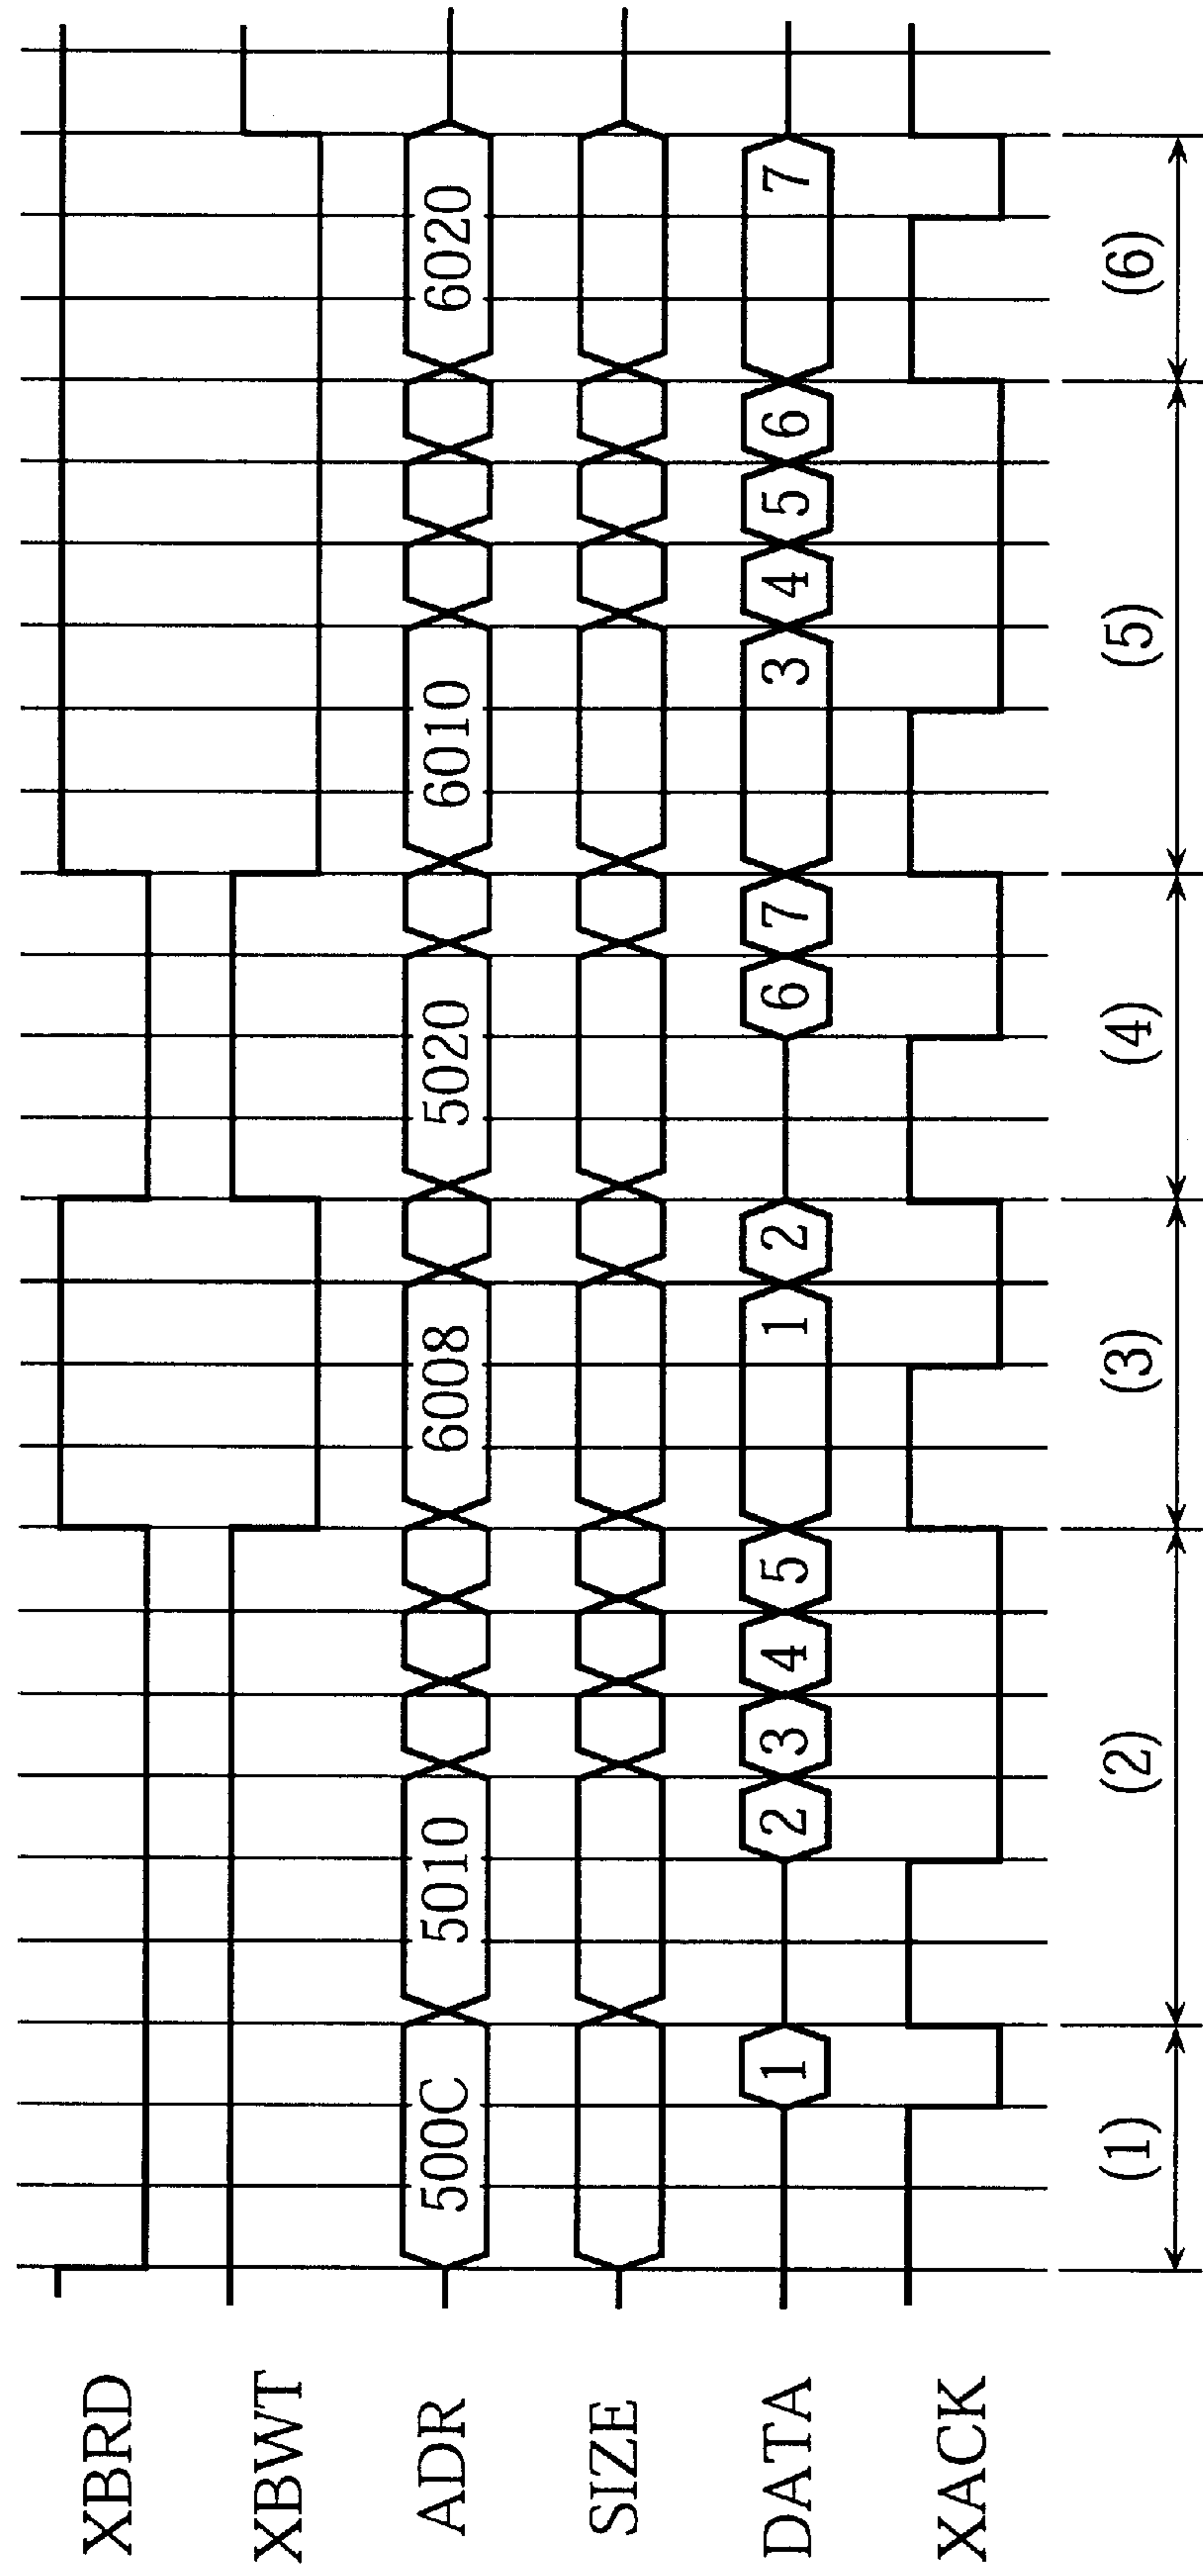 XBRD
XBWT
ADR 500C 5010 6008 5020 6010 6020
SIZE
DATA 1 2 3 4 5 1 2 6 7 3 4 5 6 7
XACK
(1) (2) (3) (4) (5) (6)